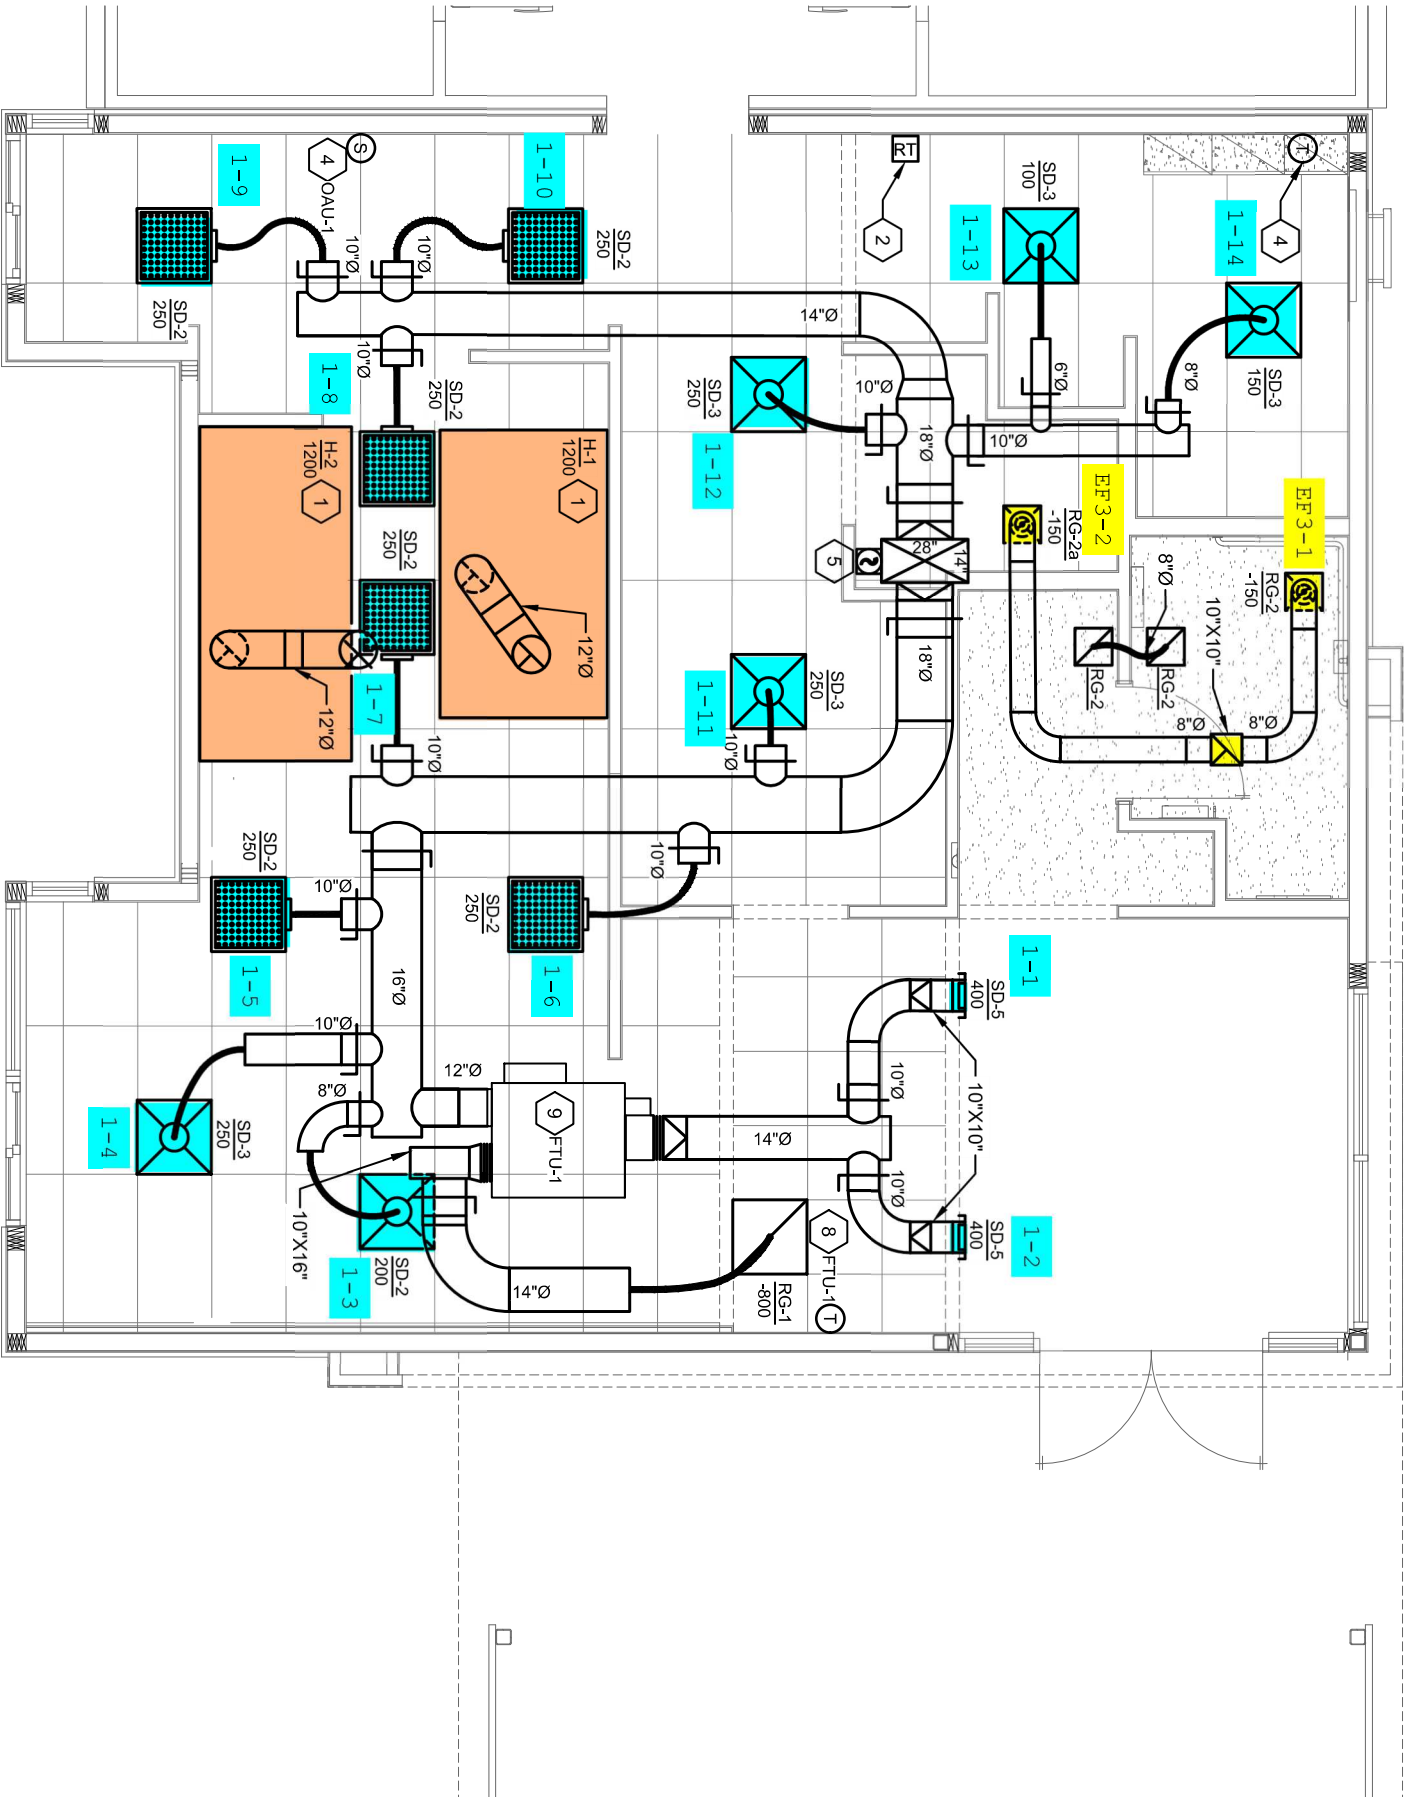 1-9
4
OAU-1
S
1-10
SD-2
250
SD-2
250
10"Ø
10"Ø
RT
2
SD-3
100
1-13
1-14
T
4
SD-3
150
14"Ø
6"Ø
8"Ø
10"Ø
1-8
SD-2
250
SD-3
250
10"Ø
18"Ø
10"Ø
1-12
H-2
1200
1
H-1
1200
1
SD-2
250
5
28"
14"
EF3-2
RG-2a
-150
EF3-1
RG-2
-150
8"Ø
10"X10"
12"Ø
12"Ø
1-7
10"Ø
1-11
SD-3
250
10"Ø
18"Ø
RG-2
RG-2
8"Ø
8"Ø
SD-2
250
10"Ø
1-5
SD-2
250
10"Ø
1-6
16"Ø
10"Ø
1-1
SD-5
400
10"Ø
10"X10"
8"Ø
12"Ø
9
FTU-1
14"Ø
10"Ø
1-4
SD-3
250
10"X16"
1-3
SD-2
200
14"Ø
RG-1
-800
8
FTU-1
T
SD-5
400
1-2